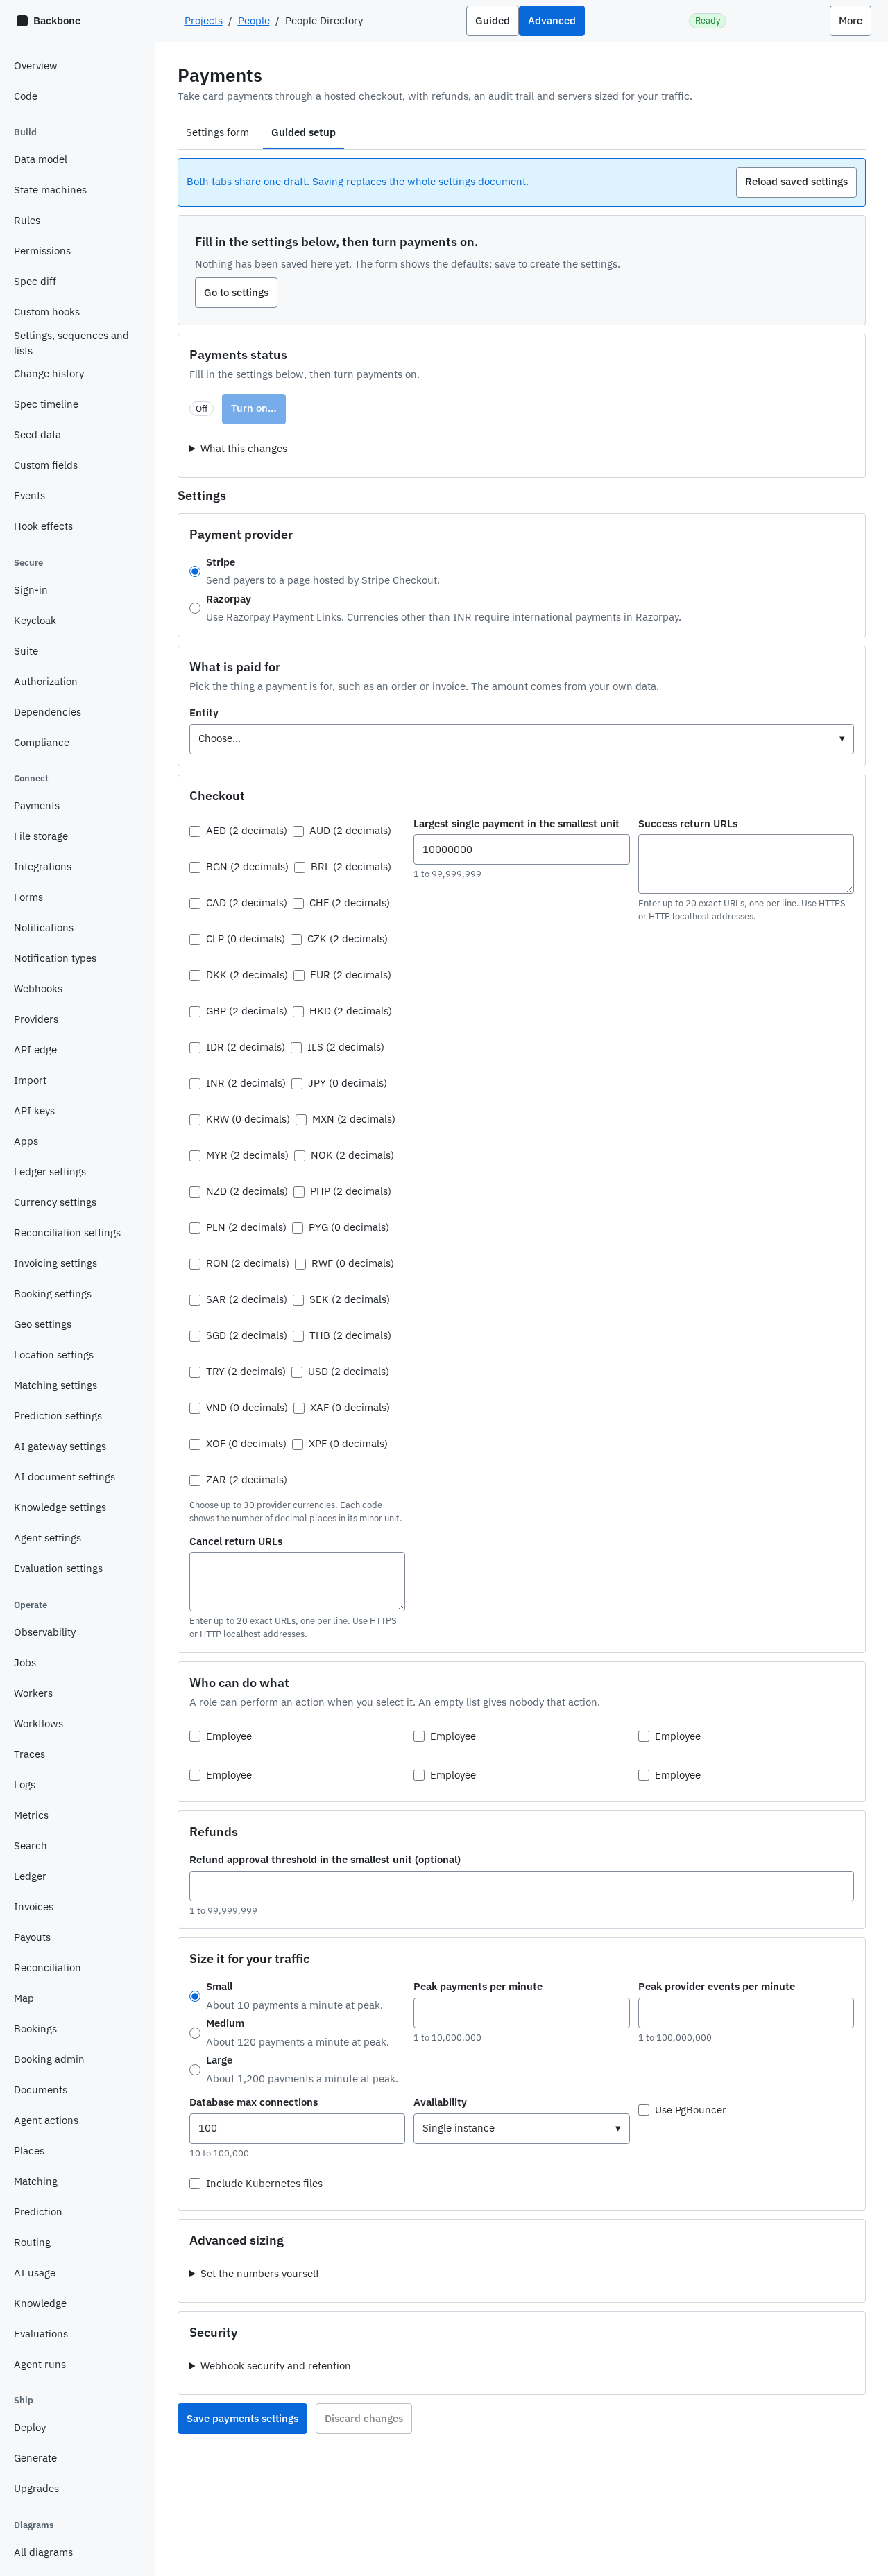 Backbone
Projects / People / People Directory
Guided
Advanced
Ready
More
Overview
Code
Build
Data model
State machines
Rules
Permissions
Spec diff
Custom hooks
Settings, sequences and
lists
Change history
Spec timeline
Seed data
Custom fields
Events
Hook effects
Secure
Sign-in
Keycloak
Suite
Authorization
Dependencies
Compliance
Connect
Payments
File storage
Integrations
Forms
Notifications
Notification types
Webhooks
Providers
API edge
Import
API keys
Apps
Ledger settings
Currency settings
Reconciliation settings
Invoicing settings
Booking settings
Geo settings
Location settings
Matching settings
Prediction settings
AI gateway settings
AI document settings
Knowledge settings
Agent settings
Evaluation settings
Operate
Observability
Jobs
Workers
Workflows
Traces
Logs
Metrics
Search
Ledger
Invoices
Payouts
Reconciliation
Map
Bookings
Booking admin
Documents
Agent actions
Places
Matching
Prediction
Routing
AI usage
Knowledge
Evaluations
Agent runs
Ship
Deploy
Generate
Upgrades
Diagrams
All diagrams
Payments
Take card payments through a hosted checkout, with refunds, an audit trail and servers sized for your traffic.
Settings form
Guided setup
Both tabs share one draft. Saving replaces the whole settings document.
Reload saved settings
Fill in the settings below, then turn payments on.
Nothing has been saved here yet. The form shows the defaults; save to create the settings.
Go to settings
Payments status
Fill in the settings below, then turn payments on.
Off
Turn on...
What this changes
Settings
Payment provider
Stripe
Send payers to a page hosted by Stripe Checkout.
Razorpay
Use Razorpay Payment Links. Currencies other than INR require international payments in Razorpay.
What is paid for
Pick the thing a payment is for, such as an order or invoice. The amount comes from your own data.
Entity
Choose...
Checkout
AED (2 decimals) AUD (2 decimals)
BGN (2 decimals) BRL (2 decimals)
CAD (2 decimals) CHF (2 decimals)
CLP (0 decimals) CZK (2 decimals)
DKK (2 decimals) EUR (2 decimals)
GBP (2 decimals) HKD (2 decimals)
IDR (2 decimals) ILS (2 decimals)
INR (2 decimals) JPY (0 decimals)
KRW (0 decimals) MXN (2 decimals)
MYR (2 decimals) NOK (2 decimals)
NZD (2 decimals) PHP (2 decimals)
PLN (2 decimals) PYG (0 decimals)
RON (2 decimals) RWF (0 decimals)
SAR (2 decimals) SEK (2 decimals)
SGD (2 decimals) THB (2 decimals)
TRY (2 decimals) USD (2 decimals)
VND (0 decimals) XAF (0 decimals)
XOF (0 decimals) XPF (0 decimals)
ZAR (2 decimals)
Choose up to 30 provider currencies. Each code
shows the number of decimal places in its minor unit.
Largest single payment in the smallest unit
10000000
1 to 99,999,999
Success return URLs
Enter up to 20 exact URLs, one per line. Use HTTPS
or HTTP localhost addresses.
Cancel return URLs
Enter up to 20 exact URLs, one per line. Use HTTPS
or HTTP localhost addresses.
Who can do what
A role can perform an action when you select it. An empty list gives nobody that action.
Employee Employee Employee
Employee Employee Employee
Refunds
Refund approval threshold in the smallest unit (optional)
1 to 99,999,999
Size it for your traffic
Small
About 10 payments a minute at peak.
Medium
About 120 payments a minute at peak.
Large
About 1,200 payments a minute at peak.
Peak payments per minute
1 to 10,000,000
Peak provider events per minute
1 to 100,000,000
Database max connections
100
10 to 100,000
Availability
Single instance
Use PgBouncer
Include Kubernetes files
Advanced sizing
Set the numbers yourself
Security
Webhook security and retention
Save payments settings
Discard changes